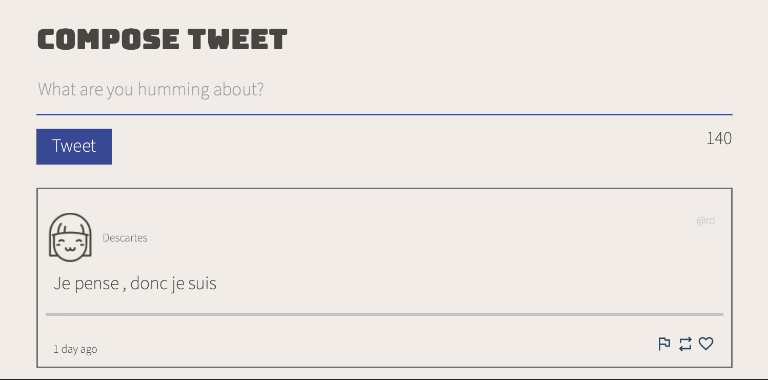 COMPOSE TWEET
What are you humming about?
Tweet
140
Descartes
@rd
Je pense , donc je suis
1 day ago